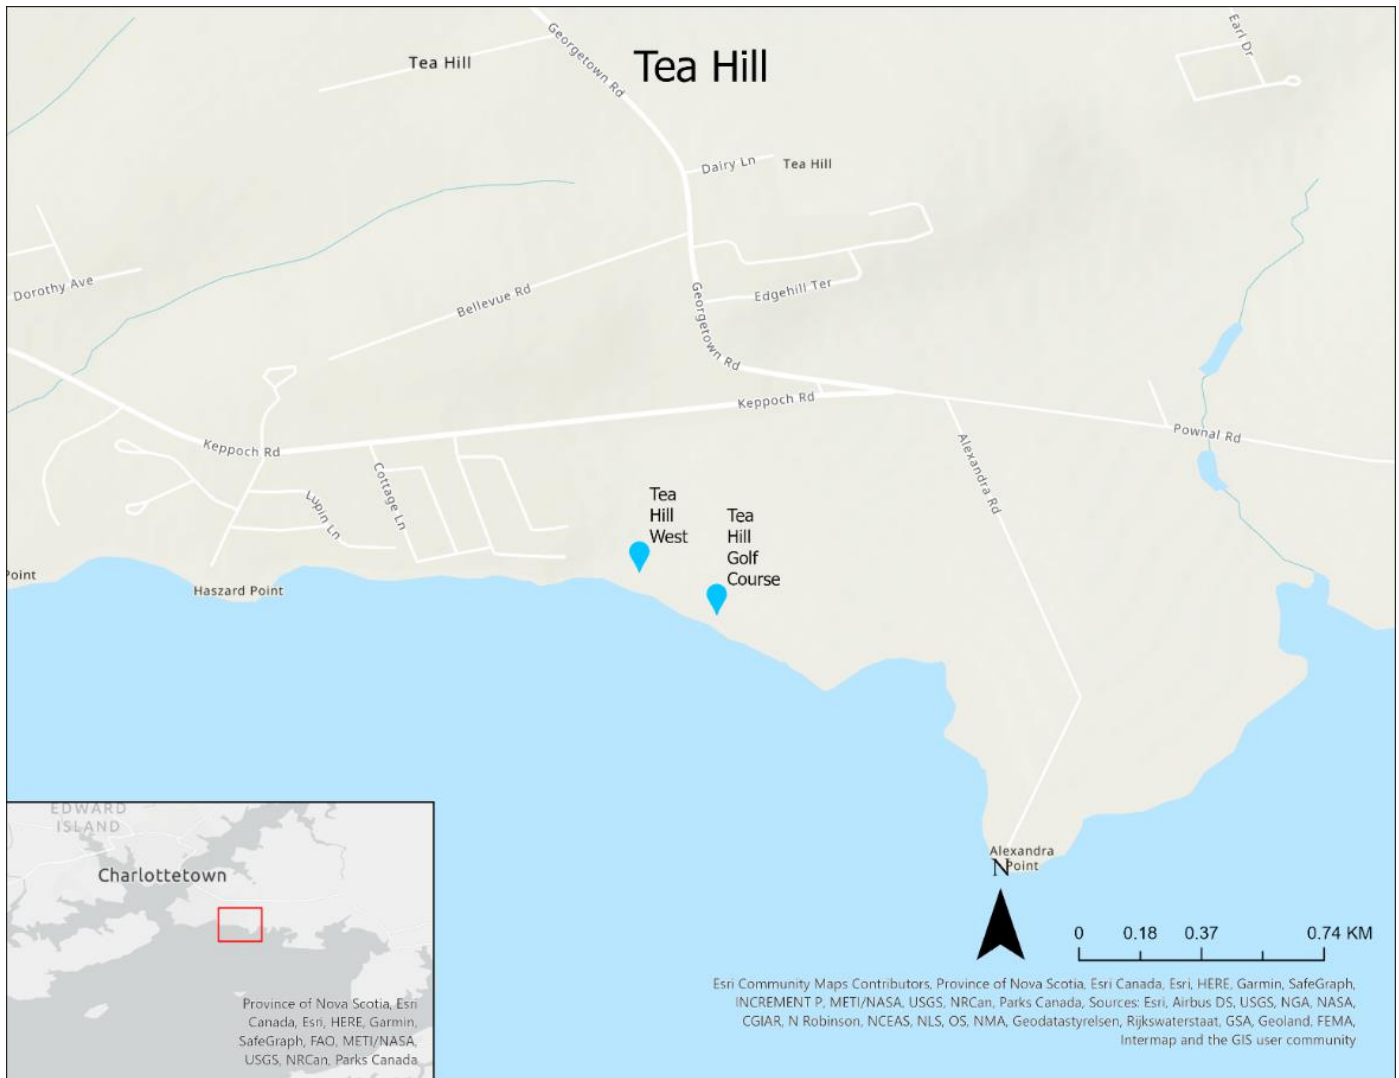 Earl Dr
Georgetown Rd
Tea Hill
Tea Hill
Dairy Ln
Tea Hill
Dorothy Ave
Bellevue Rd
Edgehill Ter
Georgetown Rd
Keppoch Rd
Keppoch Rd
Pownal Rd
Alexandra Rd
Cottage Ln
Lupin Ln
Tea
Hill
West
Tea
Hill
Golf
Course
Point
Haszard Point
Alexandra
Point
N
0 0.18 0.37 0.74 KM
EDWARD
ISLAND
Charlottetown
Province of Nova Scotia, Esri
Canada, Esri, HERE, Garmin,
SafeGraph, FAO, METI/NASA,
USGS, NRCan, Parks Canada
Esri Community Maps Contributors, Province of Nova Scotia, Esri Canada, Esri, HERE, Garmin, SafeGraph,
INCREMENT P, METI/NASA, USGS, NRCan, Parks Canada, Sources: Esri, Airbus DS, USGS, NGA, NASA,
CGIAR, N Robinson, NCEAS, NLS, OS, NMA, Geodatastyrelsen, Rijkswaterstaat, GSA, Geoland, FEMA,
Intermap and the GIS user community